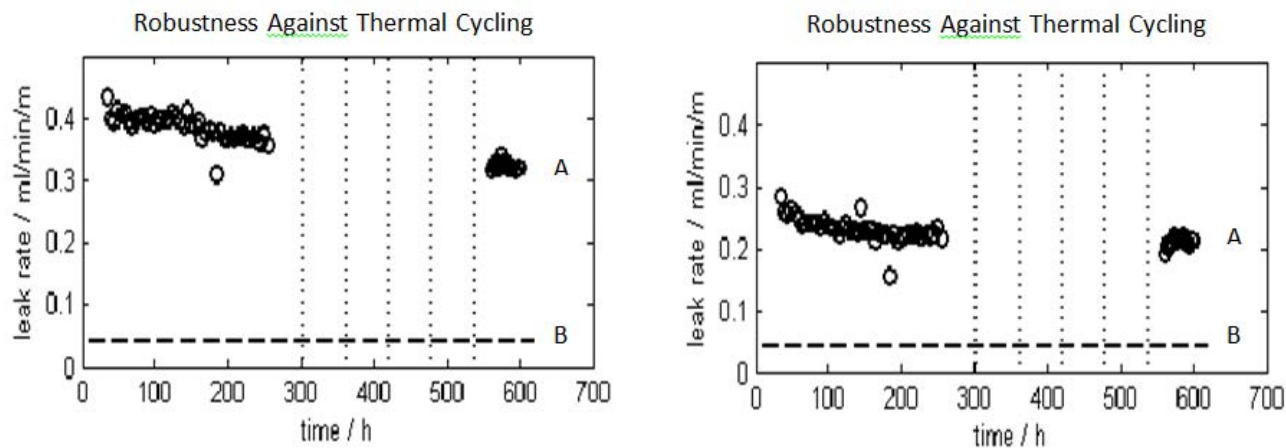 Robustness Against Thermal Cycling
leak rate / ml/min/m
0.4
0.3
0.2
0.1
0
A
B
0 100 200 300 400 500 600 700
time / h
Robustness Against Thermal Cycling
leak rate / ml/min/m
0.4
0.3
0.2
0.1
0
A
B
0 100 200 300 400 500 600 700
time / h